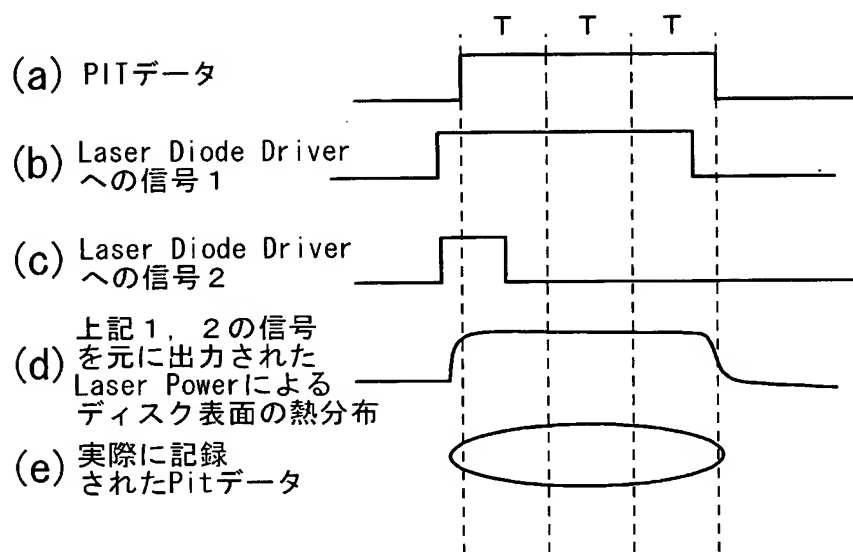 T T T
(a) PITデータ
(b) Laser Diode Driver
への信号1
(c) Laser Diode Driver
への信号2
上記1，2の信号
(d) を元に出力された
Laser Powerによる
ディスク表面の熱分布
(e) 実際に記録
されたPitデータ